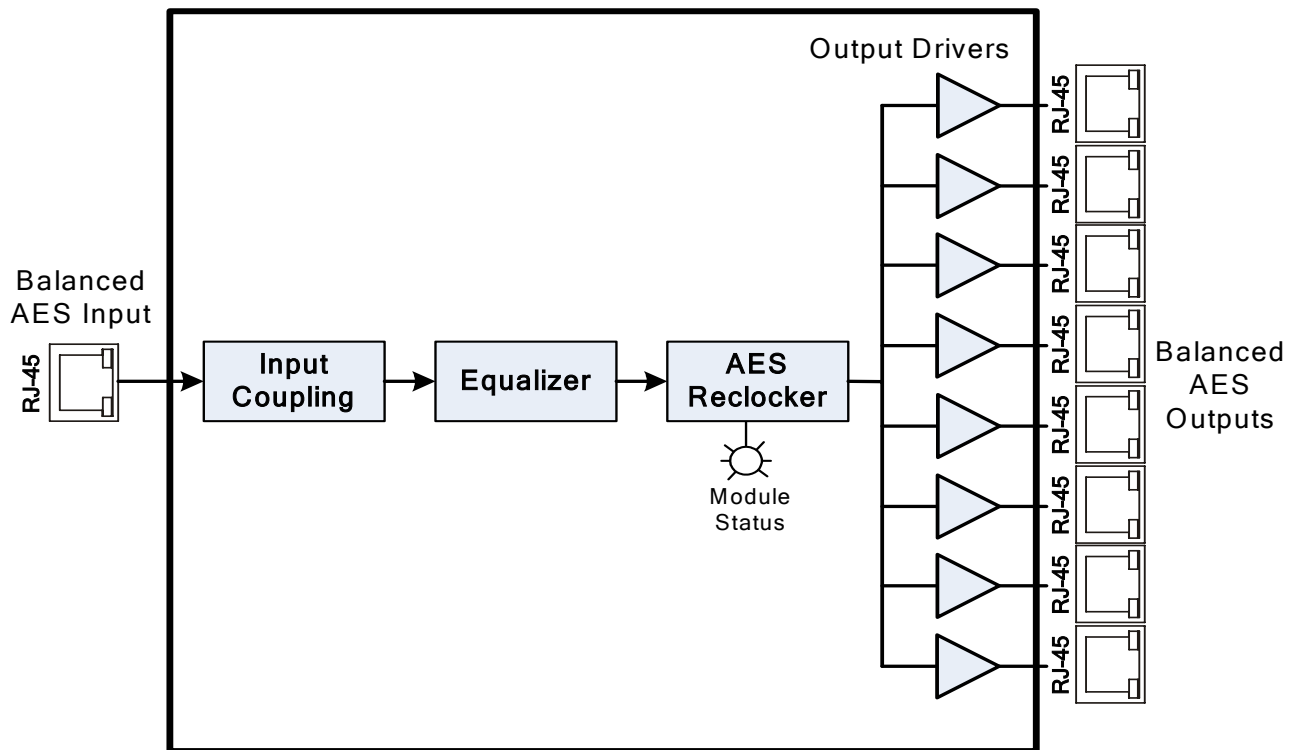 Output Drivers
RJ-45
RJ-45
RJ-45
RJ-45
RJ-45
RJ-45
RJ-45
RJ-45
Balanced
AES Input
RJ-45
Input
Coupling
Equalizer
AES
Reclocker
Module
Status
Balanced
AES
Outputs